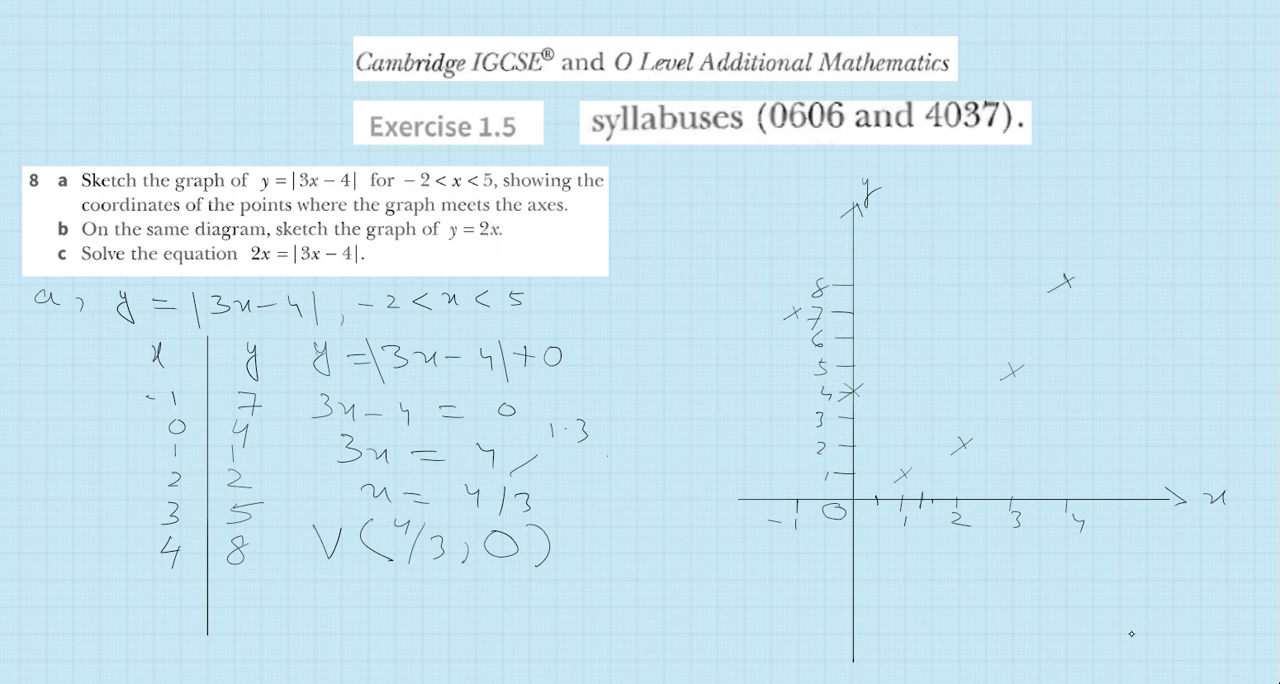 Cambridge IGCSE® and O Level Additional Mathematics
Exercise 1.5
syllabuses (0606 and 4037).
8 a Sketch the graph of y = |3x − 4| for − 2 < x < 5, showing the
coordinates of the points where the graph meets the axes.
b On the same diagram, sketch the graph of y = 2x.
c Solve the equation 2x = |3x − 4|.
a, y = |3x − 4|, −2 < x < 5
x y y = |3x − 4| + 0
-1 7 3x − 4 = 0
0 4
1 1 3x = 4, 1.3
2 2 x = 4/3
3 5
4 8 V (4/3, 0)
y
8
7
6
5
4
3
2
1
-1 0 1 2 3 4 x